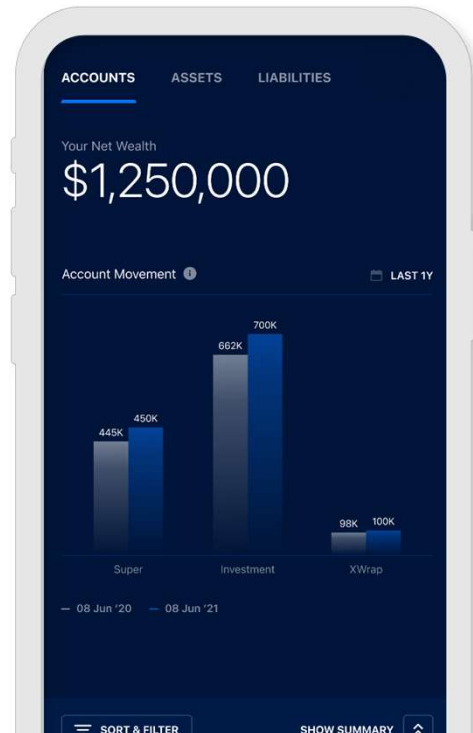 ACCOUNTS ASSETS LIABILITIES
Your Net Wealth
$1,250,000
Account Movement LAST 1Y
700K
662K
450K
445K
98K 100K
Super Investment XWrap
08 Jun '20 08 Jun '21
SORT & FILTER SHOW SUMMARY